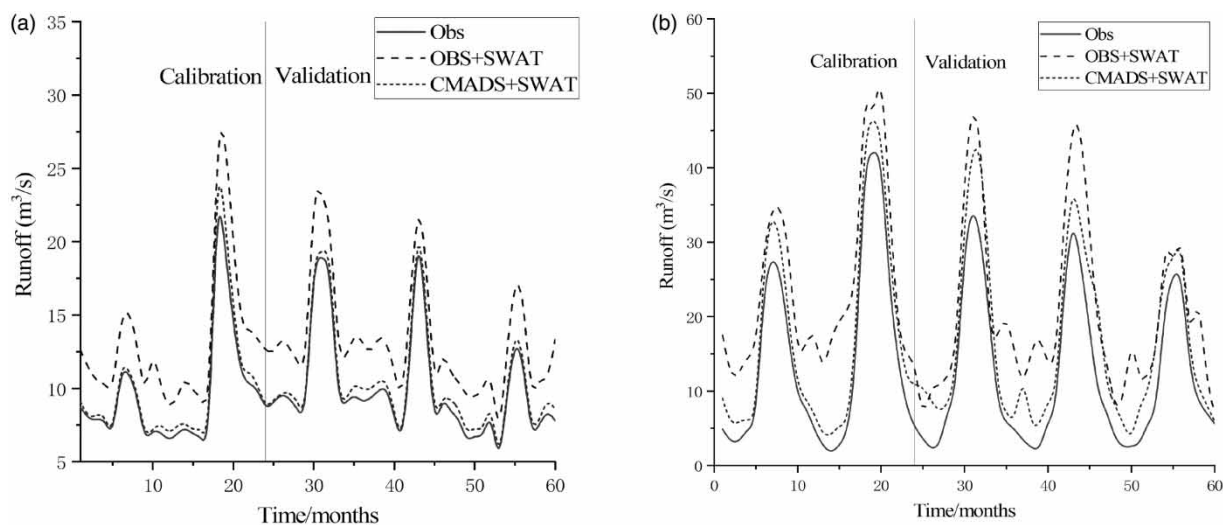 (a)
35
30
25
20
15
10
5
Runoff (m³/s)
Obs
OBS+SWAT
CMADS+SWAT
Calibration
Validation
10
20
30
40
50
60
Time/months
(b)
60
50
40
30
20
10
0
Runoff (m³/s)
Obs
OBS+SWAT
CMADS+SWAT
Calibration
Validation
0
10
20
30
40
50
60
Time/months